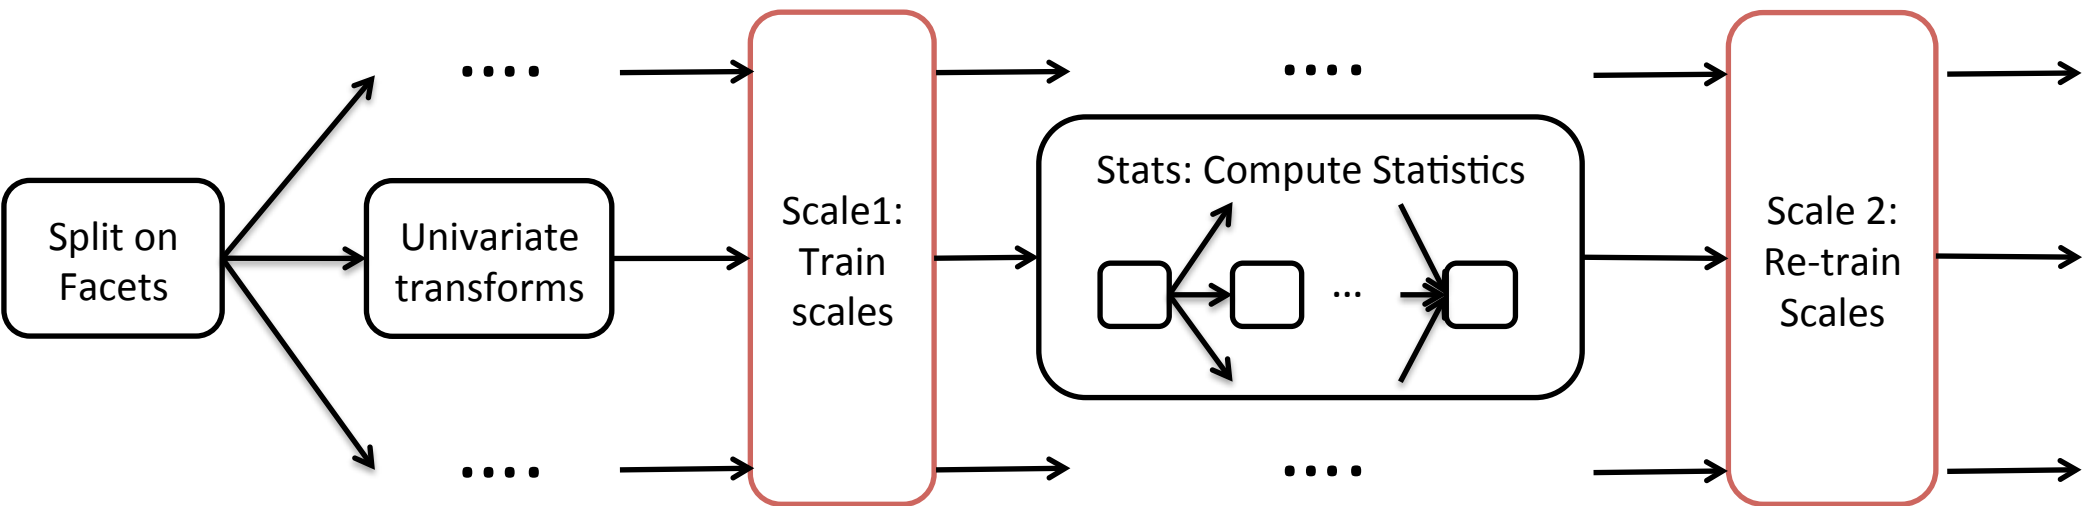 ....
....
Split on
Facets
Univariate
transforms
Scale1:
Train
scales
Stats: Compute Statistics
...
Scale 2:
Re-train
Scales
....
....